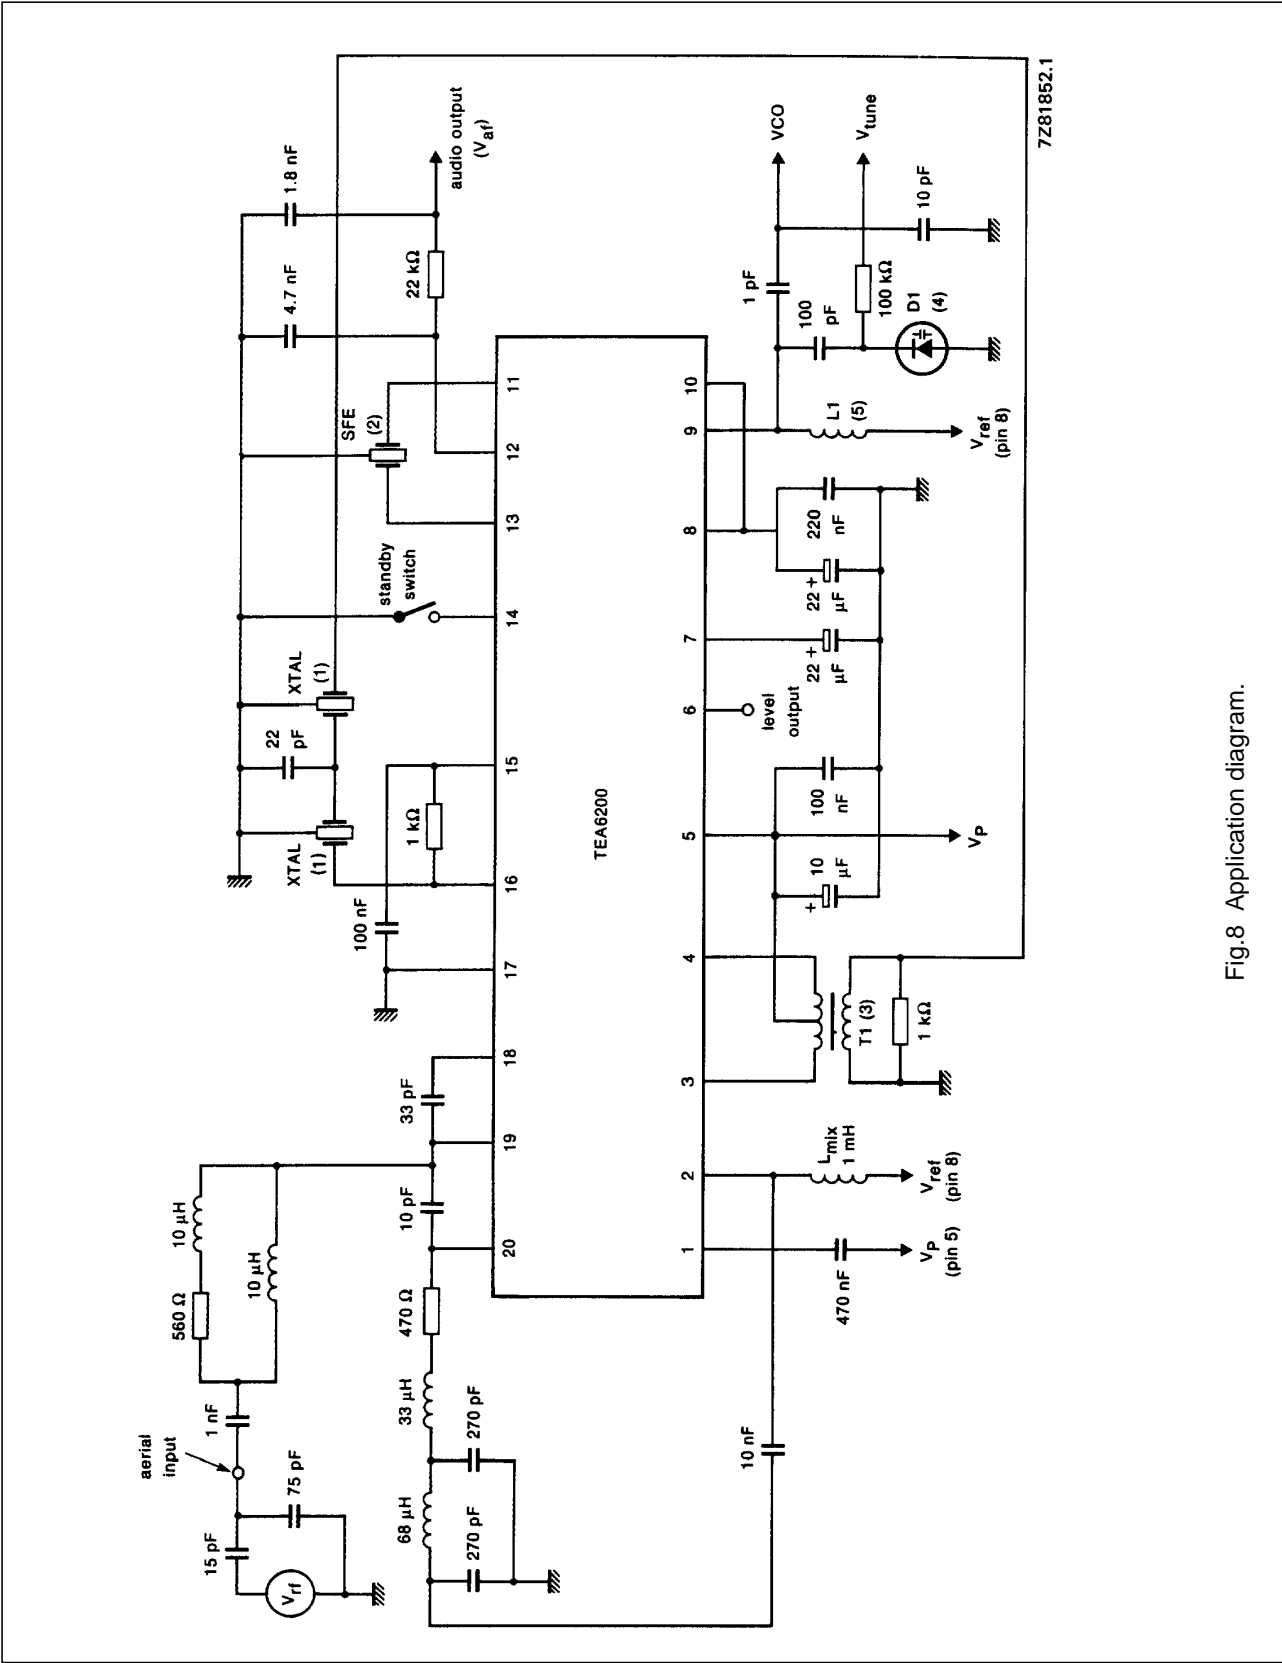 7Z81852.1
1.8 nF
audio output
(Vaf)
4.7 nF
22 kΩ
SFE
(2)
standby
switch
XTAL
(1)
22
pF
XTAL
(1)
1 kΩ
100 nF
33 pF
10 pF
10 µH
10 µH
560 Ω
470 Ω
1 nF
aerial
input
33 µH
75 pF
270 pF
15 pF
68 µH
270 pF
Vrf
11
12
13
14
15
16
17
18
19
20
TEA6200
10
9
8
7
6
5
4
3
2
1
VCO
Vtune
10 pF
1 pF
100 kΩ
100
pF
D1
(4)
L1
(5)
Vref
(pin 8)
220
nF
22 +
µF
22 +
µF
level
output
100
nF
VP
10
µF
+
T1 (3)
1 kΩ
Lmix
1 mH
Vref
(pin 8)
VP
(pin 5)
470 nF
10 nF
Fig.8 Application diagram.